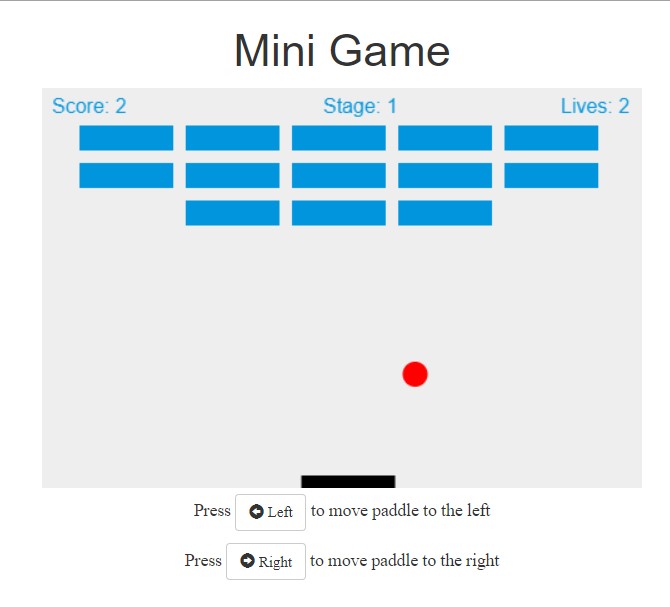 Mini Game
Score: 2 Stage: 1 Lives: 2
Press Left to move paddle to the left
Press Right to move paddle to the right